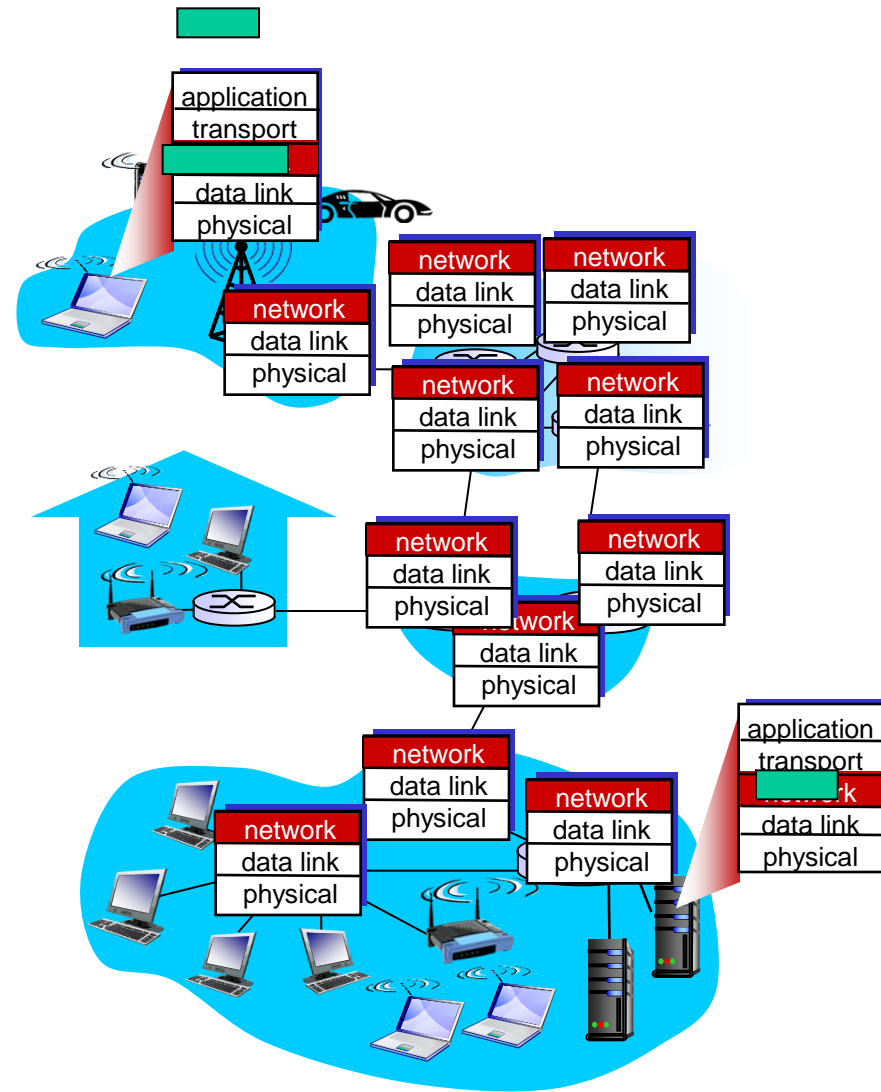 application
transport
data link
physical
network
data link
physical
network
data link
physical
network
data link
physical
network
data link
physical
network
data link
physical
network
data link
physical
network
data link
physical
network
data link
physical
application
transport
network
data link
physical
network
data link
physical
network
data link
physical
network
data link
physical